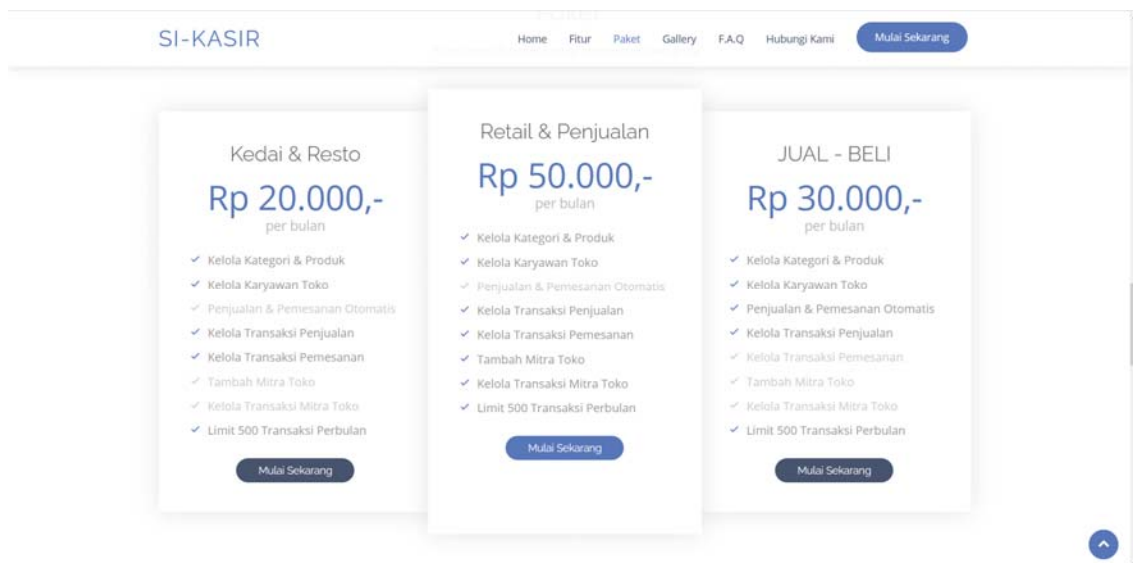 SI-KASIR
Home Fitur Paket Gallery F.A.Q Hubungi Kami Mulai Sekarang
Kedai & Resto
Rp 20.000,-
per bulan
Kelola Kategori & Produk
Kelola Karyawan Toko
Penjualan & Pemesanan Otomatis
Kelola Transaksi Penjualan
Kelola Transaksi Pemesanan
Tambah Mitra Toko
Kelola Transaksi Mitra Toko
Limit 500 Transaksi Perbulan
Mulai Sekarang
Retail & Penjualan
Rp 50.000,-
per bulan
Kelola Kategori & Produk
Kelola Karyawan Toko
Penjualan & Pemesanan Otomatis
Kelola Transaksi Penjualan
Kelola Transaksi Pemesanan
Tambah Mitra Toko
Kelola Transaksi Mitra Toko
Limit 500 Transaksi Perbulan
Mulai Sekarang
JUAL - BELI
Rp 30.000,-
per bulan
Kelola Kategori & Produk
Kelola Karyawan Toko
Penjualan & Pemesanan Otomatis
Kelola Transaksi Penjualan
Kelola Transaksi Pemesanan
Tambah Mitra Toko
Kelola Transaksi Mitra Toko
Limit 500 Transaksi Perbulan
Mulai Sekarang